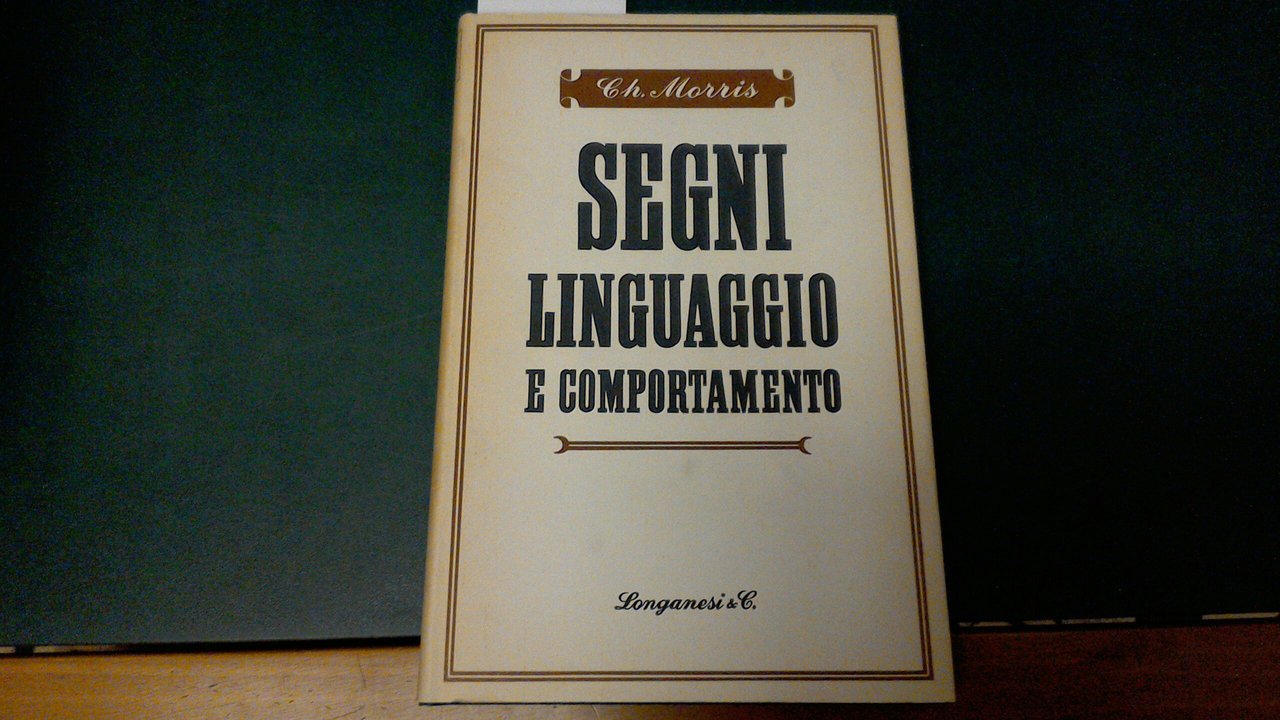 Ch. Morris
SEGNI
LINGUAGGIO
E COMPORTAMENTO
Longanesi & C.